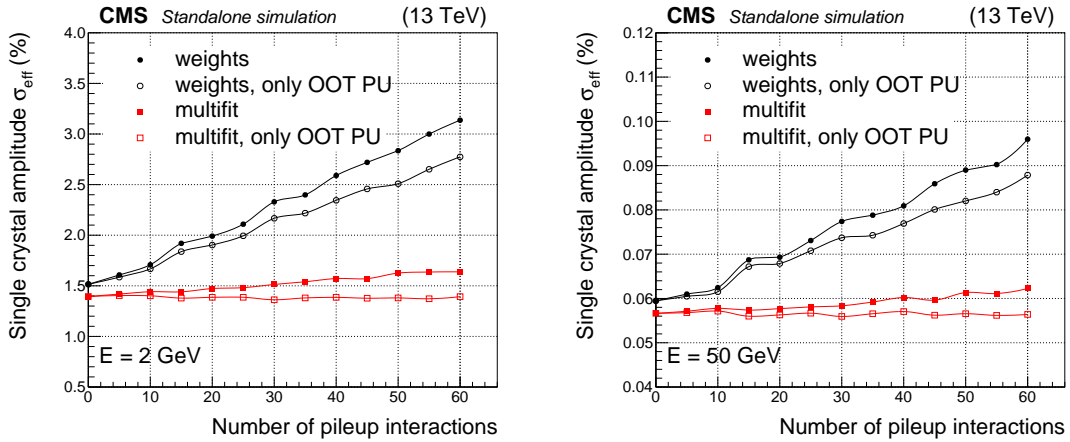 CMS Standalone simulation (13 TeV)
Single crystal amplitude σeff (%)
4.0
3.5
3.0
2.5
2.0
1.5
1.0
0.5
weights
weights, only OOT PU
multifit
multifit, only OOT PU
E = 2 GeV
0 10 20 30 40 50 60
Number of pileup interactions
CMS Standalone simulation (13 TeV)
Single crystal amplitude σeff (%)
0.12
0.11
0.10
0.09
0.08
0.07
0.06
0.05
0.04
weights
weights, only OOT PU
multifit
multifit, only OOT PU
E = 50 GeV
0 10 20 30 40 50 60
Number of pileup interactions